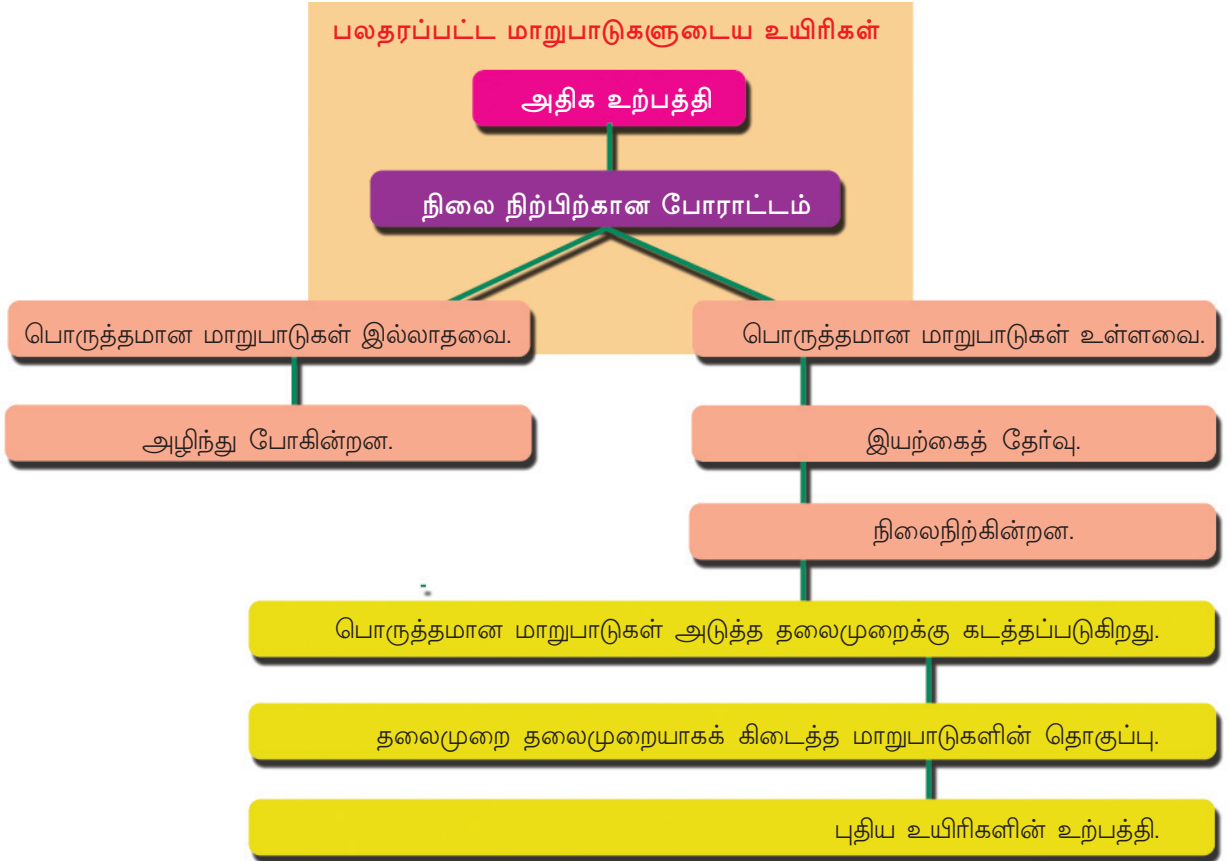 பலதரப்பட்ட மாறுபாடுகளுடைய உயிரிகள்
அதிக உற்பத்தி
நிலை நிற்பிற்கான போராட்டம்
பொருத்தமான மாறுபாடுகள் இல்லாதவை.
பொருத்தமான மாறுபாடுகள் உள்ளவை.
அழிந்து போகின்றன.
இயற்கைத் தேர்வு.
நிலைநிற்கின்றன.
பொருத்தமான மாறுபாடுகள் அடுத்த தலைமுறைக்கு கடத்தப்படுகிறது.
தலைமுறை தலைமுறையாகக் கிடைத்த மாறுபாடுகளின் தொகுப்பு.
புதிய உயிரிகளின் உற்பத்தி.